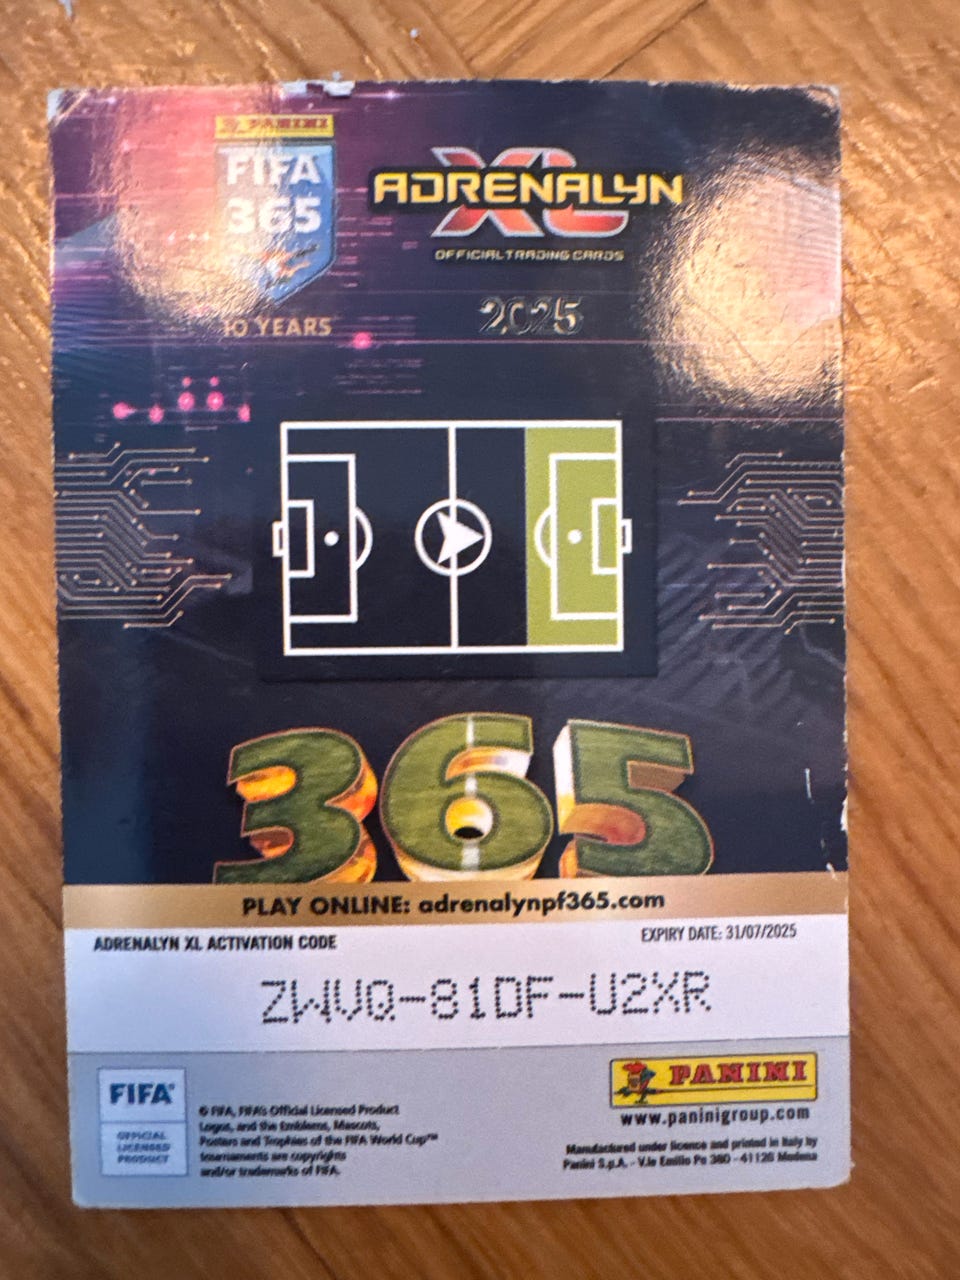 PANINI
FIFA
365
10 YEARS
ADRENALYN
XL
OFFICIAL TRADING CARDS
2025
365
PLAY ONLINE: adrenalynpf365.com
ADRENALYN XL ACTIVATION CODE
EXPIRY DATE: 31/07/2025
ZWVQ-81DF-U2XR
FIFA®
OFFICIAL
LICENSED
PRODUCT
© FIFA, FIFA's Official Licensed Product
Logos, and the Emblems, Mascots,
Posters and Trophies of the FIFA World Cup™
tournaments are copyrights
and/or trademarks of FIFA.
PANINI
www.paninigroup.com
Manufactured under licence and printed in Italy by
Panini S.p.A. - V.le Emilio Po 380 - 41126 Modena